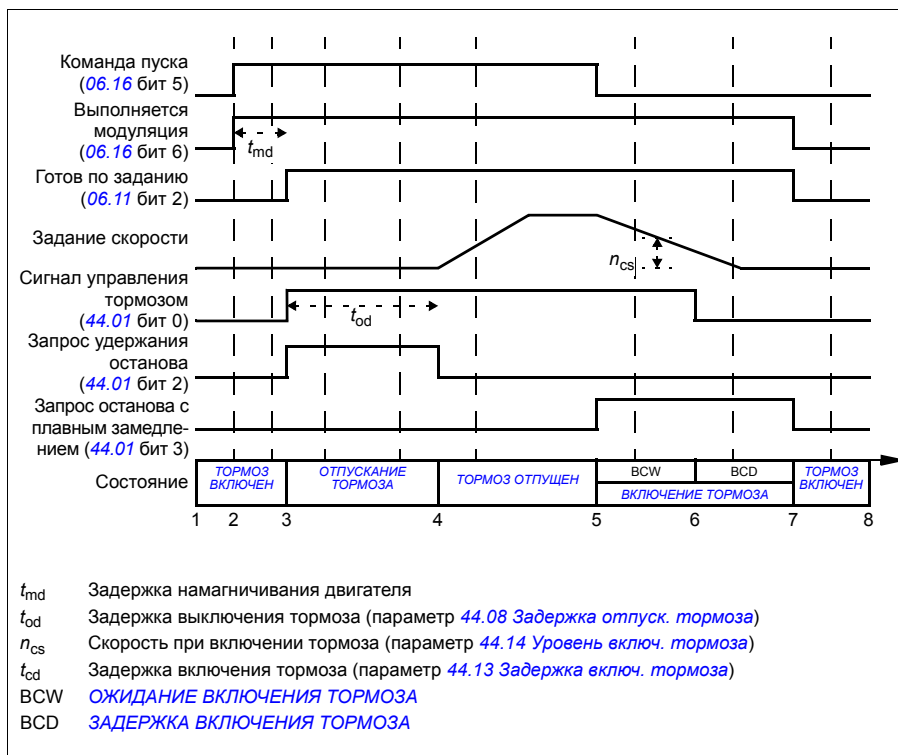 Команда пуска
(06.16 бит 5)
Выполняется
модуляция
(06.16 бит 6)
t md
Готов по заданию
(06.11 бит 2)
Задание скорости
n cs
Сигнал управления
тормозом
(44.01 бит 0)
t od
Запрос удержания
останова
(44.01 бит 2)
Запрос останова с
плавным замедле-
нием (44.01 бит 3)
Состояние
ТОРМОЗ
ВКЛЮЧЕН
ОТПУСКАНИЕ
ТОРМОЗА
ТОРМОЗ ОТПУЩЕН
BCW
BCD
ВКЛЮЧЕНИЕ ТОРМОЗА
ТОРМОЗ
ВКЛЮЧЕН
1 2 3 4 5 6 7 8
tmd Задержка намагничивания двигателя
tod Задержка выключения тормоза (параметр 44.08 Задержка отпуск. тормоза)
ncs Скорость при включении тормоза (параметр 44.14 Уровень включ. тормоза)
tcd Задержка включения тормоза (параметр 44.13 Задержка включ. тормоза)
BCW ОЖИДАНИЕ ВКЛЮЧЕНИЯ ТОРМОЗА
BCD ЗАДЕРЖКА ВКЛЮЧЕНИЯ ТОРМОЗА